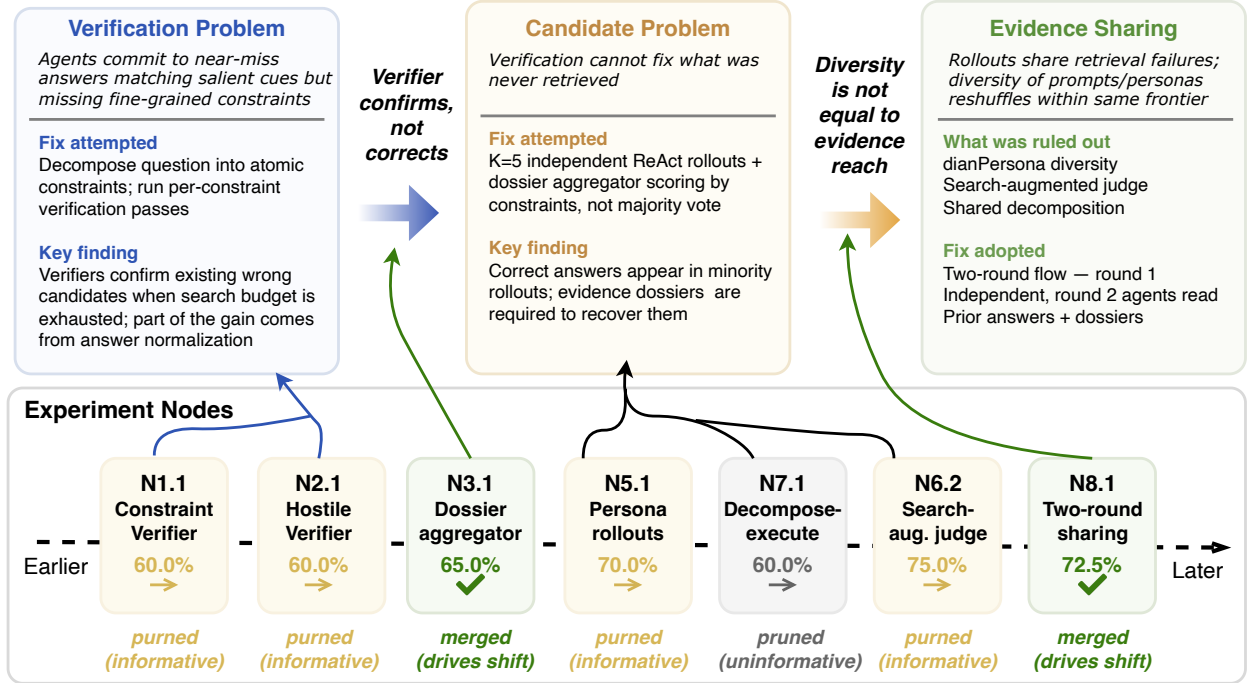 Verification Problem
Agents commit to near-miss
answers matching salient cues but
missing fine-grained constraints
Fix attempted
Decompose question into atomic
constraints; run per-constraint
verification passes
Key finding
Verifiers confirm existing wrong
candidates when search budget is
exhausted; part of the gain comes
from answer normalization
Verifier
confirms,
not
corrects
Candidate Problem
Verification cannot fix what was
never retrieved
Fix attempted
K=5 independent ReAct rollouts +
dossier aggregator scoring by
constraints, not majority vote
Key finding
Correct answers appear in minority
rollouts; evidence dossiers are
required to recover them
Diversity
is not
equal to
evidence
reach
Evidence Sharing
Rollouts share retrieval failures;
diversity of prompts/personas
reshuffles within same frontier
What was ruled out
dianPersona diversity
Search-augmented judge
Shared decomposition
Fix adopted
Two-round flow — round 1
Independent, round 2 agents read
Prior answers + dossiers
Experiment Nodes
Earlier
N1.1
Constraint
Verifier
60.0%
purned
(informative)
N2.1
Hostile
Verifier
60.0%
purned
(informative)
N3.1
Dossier
aggregator
65.0%
merged
(drives shift)
N5.1
Persona
rollouts
70.0%
purned
(informative)
N7.1
Decompose-
execute
60.0%
pruned
(uninformative)
N6.2
Search-
aug. judge
75.0%
purned
(informative)
N8.1
Two-round
sharing
72.5%
merged
(drives shift)
Later